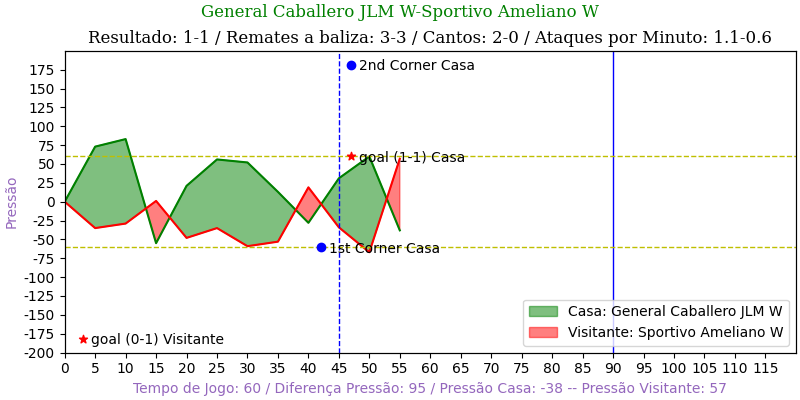 General Caballero JLM W-Sportivo Ameliano W
Resultado: 1-1 / Remates a baliza: 3-3 / Cantos: 2-0 / Ataques por Minuto: 1.1-0.6
Pressão
175
150
125
100
75
50
25
0
-25
-50
-75
-100
-125
-150
-175
-200
2nd Corner Casa
goal (1-1) Casa
1st Corner Casa
goal (0-1) Visitante
Casa: General Caballero JLM W
Visitante: Sportivo Ameliano W
0 5 10 15 20 25 30 35 40 45 50 55 60 65 70 75 80 85 90 95 100 105 110 115
Tempo de Jogo: 60 / Diferença Pressão: 95 / Pressão Casa: -38 -- Pressão Visitante: 57